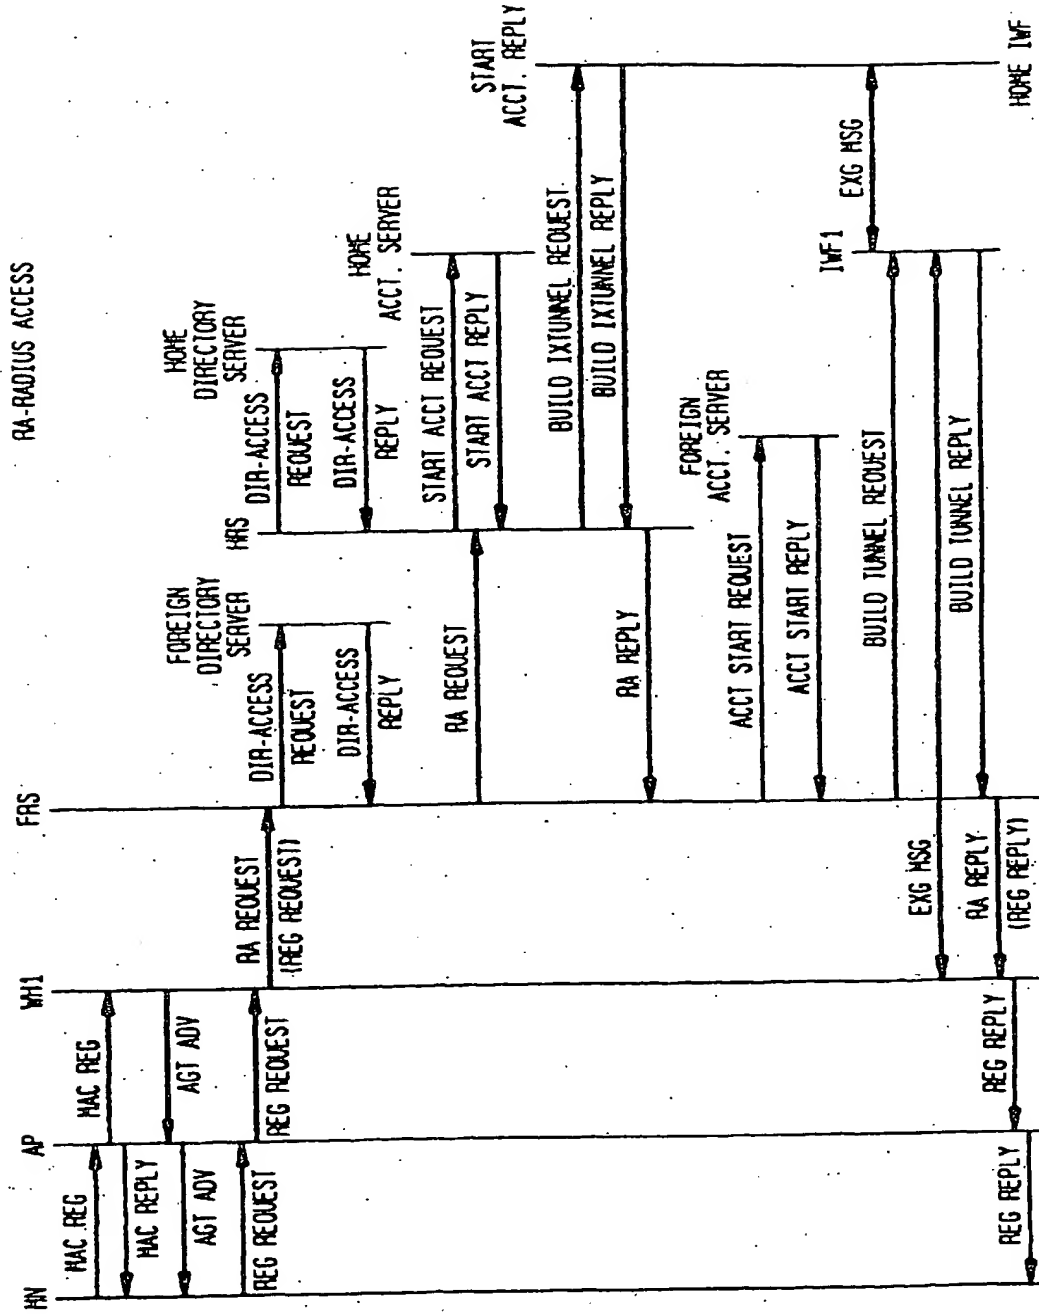 RA-RADIUS ACCESS
MN
AP
WH1
FRS
MAC REG
MAC REG
MAC REPLY
AGT ADV
AGT ADV
REG REQUEST
REG REQUEST
RA REQUEST
(REG REQUEST)
FOREIGN
DIRECTORY
SERVER
DIR-ACCESS
REQUEST
DIR-ACCESS
REPLY
HRS
HOME
DIRECTORY
SERVER
DIR-ACCESS
REQUEST
DIR-ACCESS
REPLY
HOME
ACCT. SERVER
START ACCT REQUEST
START ACCT REPLY
RA REQUEST
START
ACCT. REPLY
BUILD IXTUNNEL REQUEST
BUILD IXTUNNEL REPLY
RA REPLY
FOREIGN
ACCT. SERVER
ACCT START REQUEST
ACCT START REPLY
IWF1
EXG MSG
BUILD TUNNEL REQUEST
EXG MSG
BUILD TUNNEL REPLY
RA REPLY
(REG REPLY)
REG REPLY
REG REPLY
HOME IWF